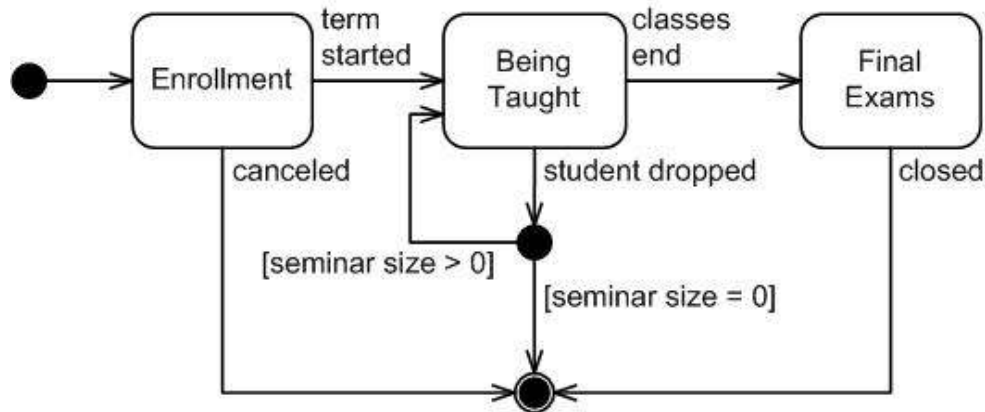 term
started
classes
end
Enrollment
Being
Taught
Final
Exams
canceled
student dropped
closed
[seminar size > 0]
[seminar size = 0]